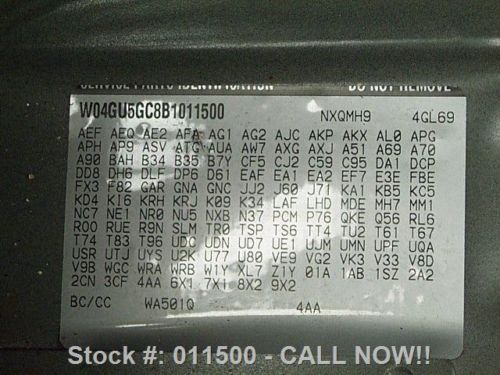 SERVICE PARTS IDENTIFICATION DO NOT REMOVE
W04GU5GC8B1011500 NXQMH9 4GL69
AEF AEQ AE2 AFA AG1 AG2 AJC AKP AKX AL0 APG
APH AP9 ASV ATG AUA AW7 AXG AXJ A51 A69 A70
A90 BAH B34 B35 B7Y CF5 CJ2 C59 C95 DA1 DCP
DD8 DH6 DLF DP6 D61 EAF EA1 EA2 EF7 E3E FBE
FX3 F82 GAR GNA GNC JJ2 J60 J71 KA1 KB5 KC5
KD4 KI6 KRH KRJ K09 K34 LAF LHD MDE MH7 MM1
NC7 NE1 NR0 NU5 NXB N37 PCM P76 QKE Q56 RL6
R00 RUE R9N SLM TR0 TSP TS6 TT4 TU2 T61 T67
T74 T83 T96 UDC UDN UD7 UE1 UJM UMN UPF UQA
USR UTJ UYS U2K U77 U80 VE9 VG2 VK3 V33 V8D
V9B WGC WRA WRB W1Y XL7 Z1Y 01A 1AB 1SZ 2A2
2CN 3CF 4AA 6X1 7X1 8X2 9X2
BC/CC WA501Q 4AA
Stock #: 011500 - CALL NOW!!